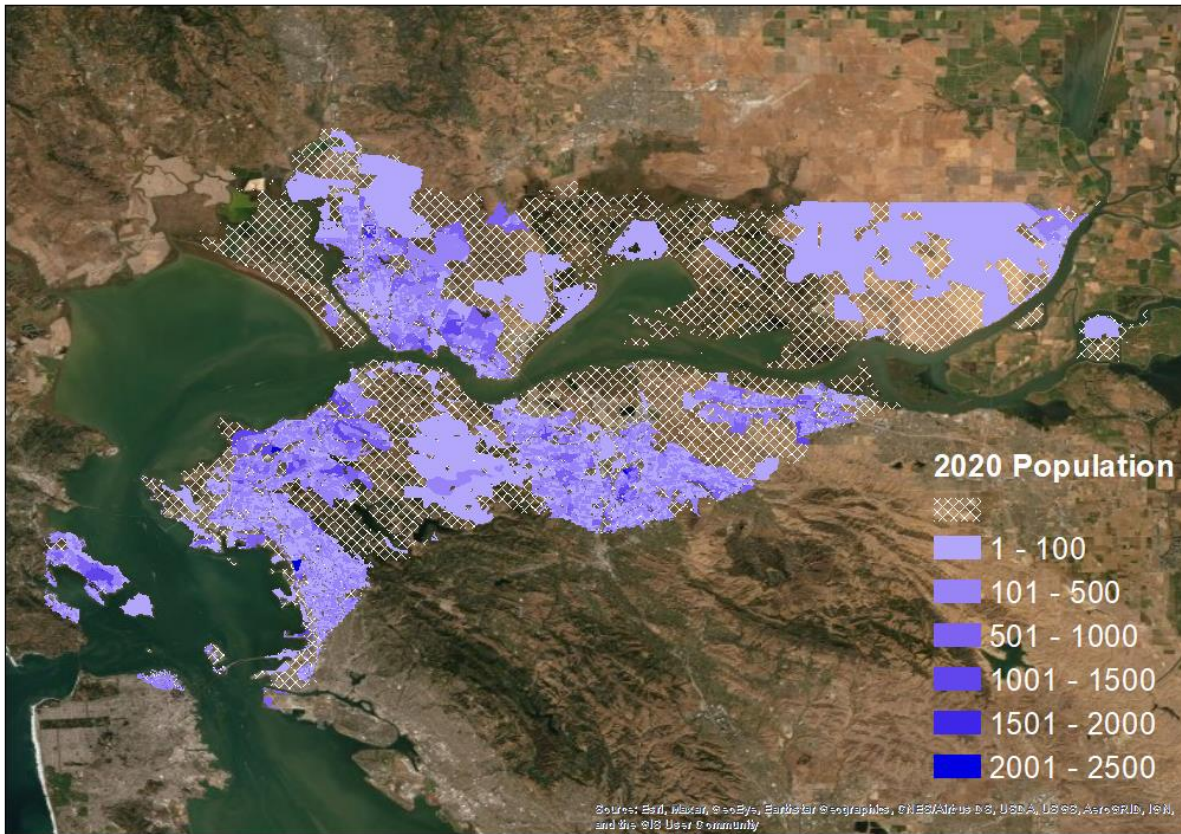 2020 Population
1 - 100
101 - 500
501 - 1000
1001 - 1500
1501 - 2000
2001 - 2500
Source: Esri, Maxar, GeoEye, Earthstar Geographics, CNES/Airbus DS, USDA, USGS, AeroGRID, IGN,
and the GIS User Community